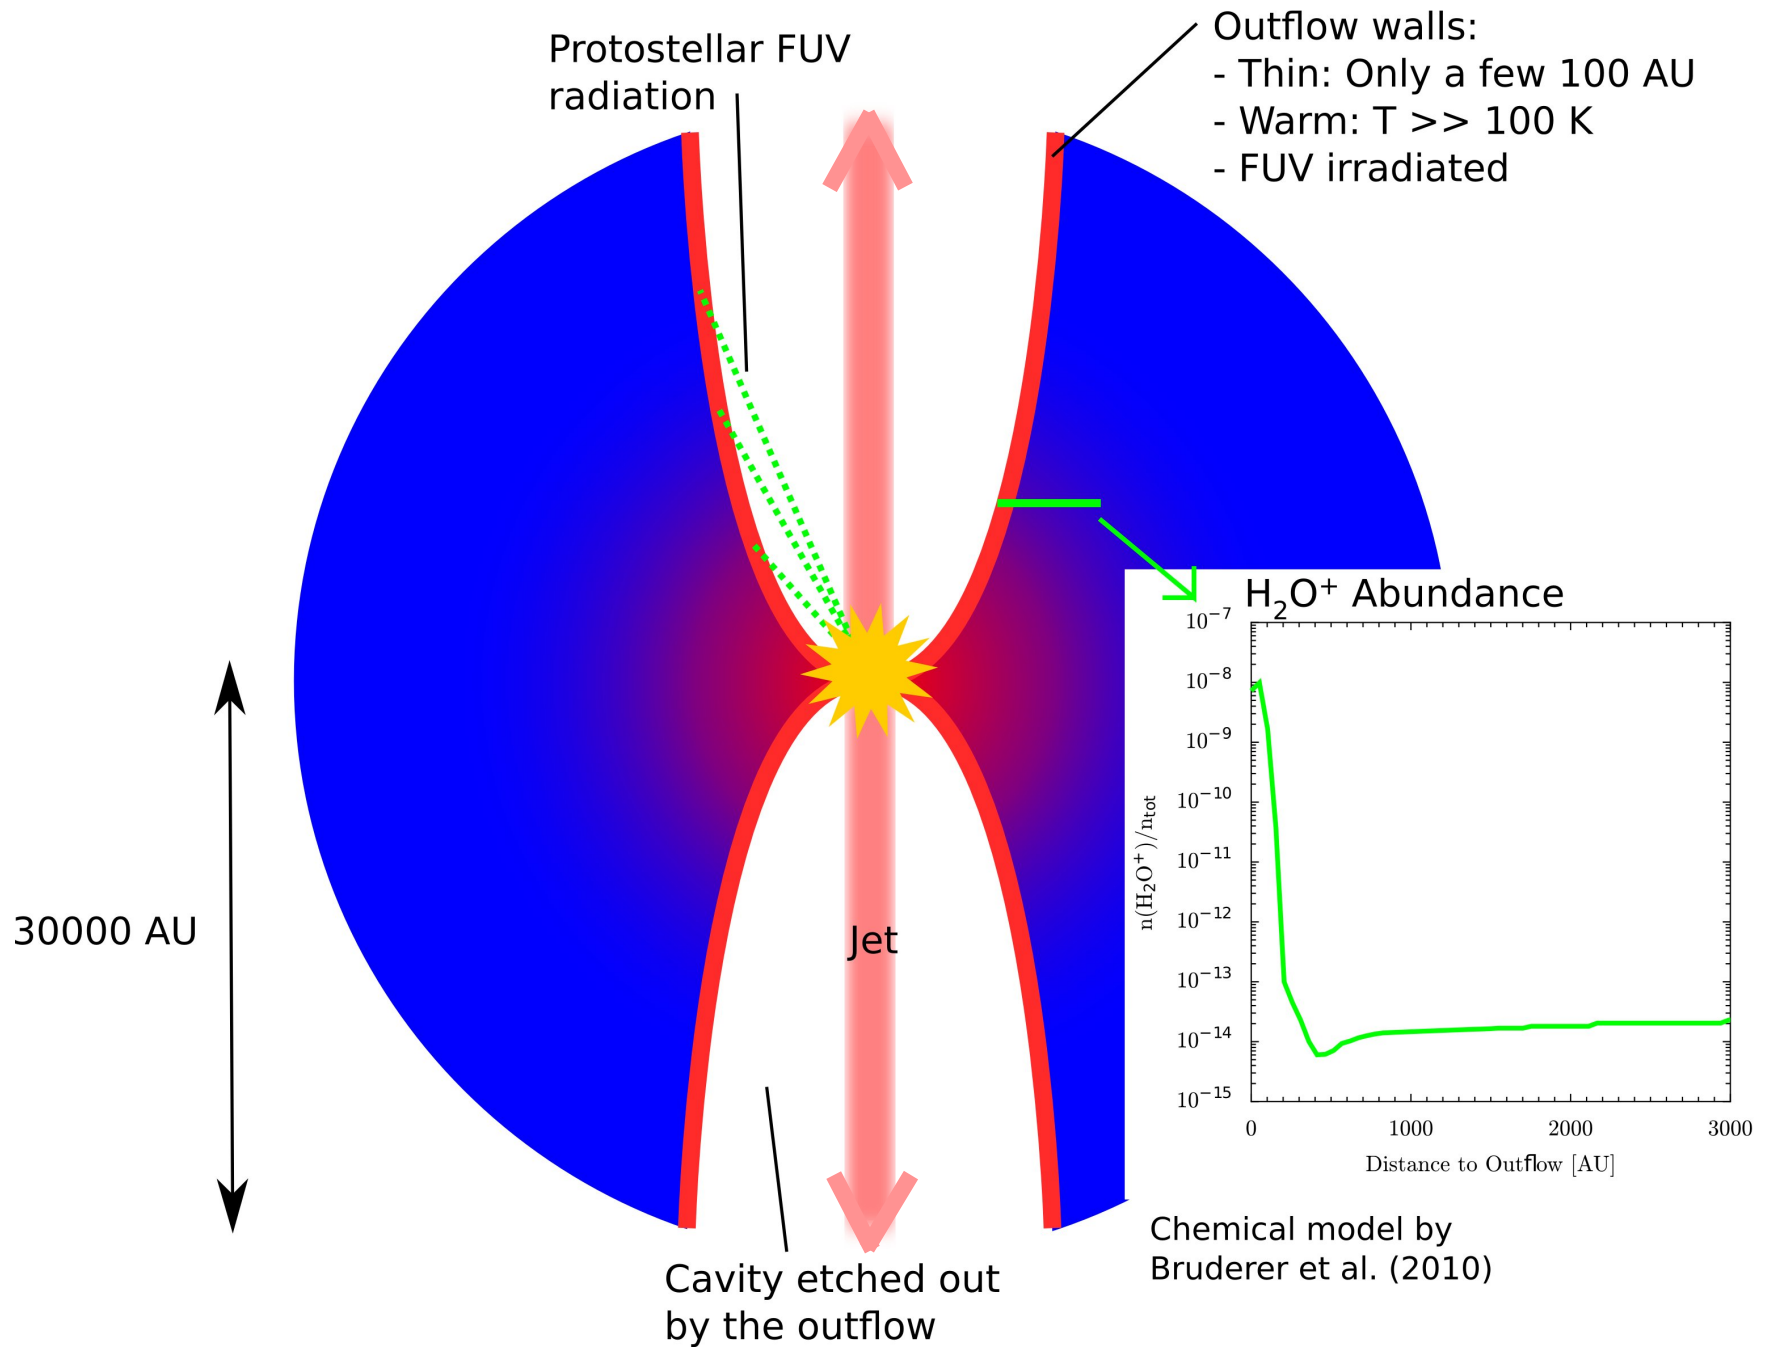 Protostellar FUV
radiation
Outflow walls:
- Thin: Only a few 100 AU
- Warm: T >> 100 K
- FUV irradiated
30000 AU
Jet
Cavity etched out
by the outflow
H₂O⁺ Abundance
n(H₂O⁺)/n_tot
10⁻⁷
10⁻⁸
10⁻⁹
10⁻¹⁰
10⁻¹¹
10⁻¹²
10⁻¹³
10⁻¹⁴
10⁻¹⁵
0 1000 2000 3000
Distance to Outflow [AU]
Chemical model by
Bruderer et al. (2010)